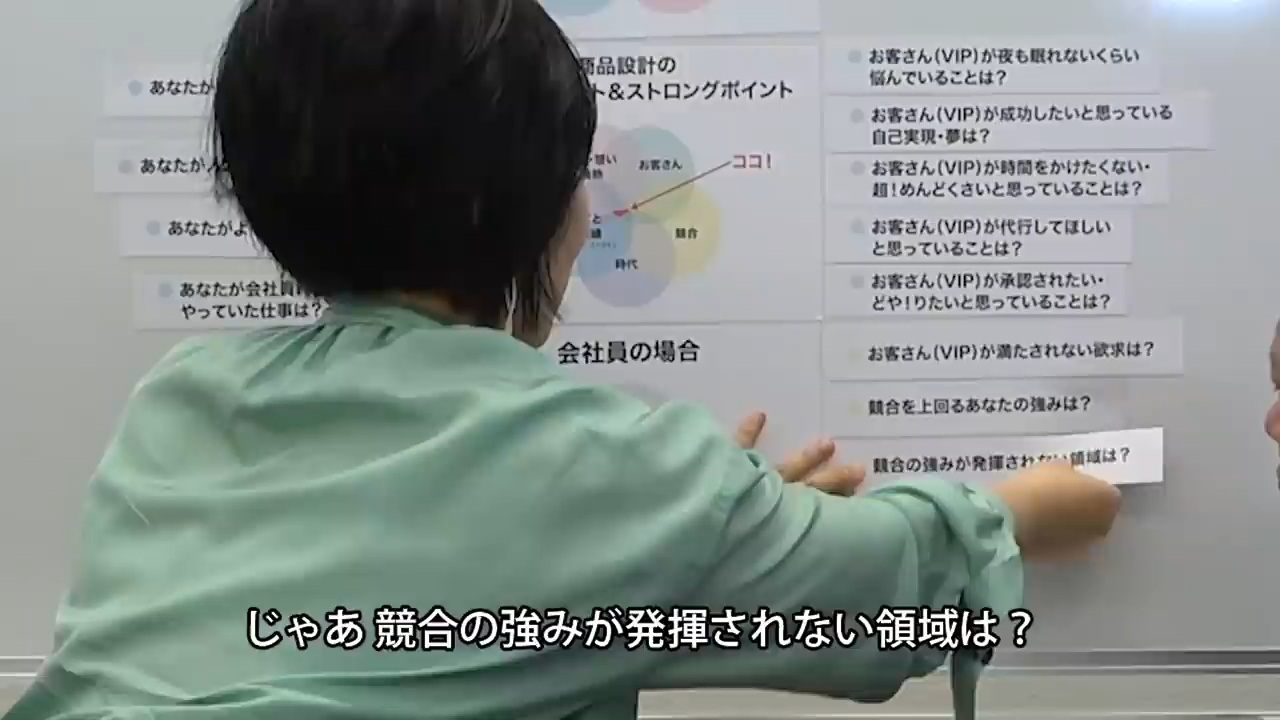 あなたが
あなたが人
あなたがよ
あなたが会社員
やっていた仕事は？
商品設計の
ト＆ストロングポイント
・想い
お客さん
ココ！
競合
時代
会社員の場合
お客さん（VIP）が夜も眠れないくらい
悩んでいることは？
お客さん（VIP）が成功したいと思っている
自己実現・夢は？
お客さん（VIP）が時間をかけたくない・
超！めんどくさいと思っていることは？
お客さん（VIP）が代行してほしい
と思っていることは？
お客さん（VIP）が承認されたい・
どや！りたいと思っていることは？
お客さん（VIP）が満たされない欲求は？
競合を上回るあなたの強みは？
競合の強みが発揮されない領域は？
じゃあ 競合の強みが発揮されない領域は？